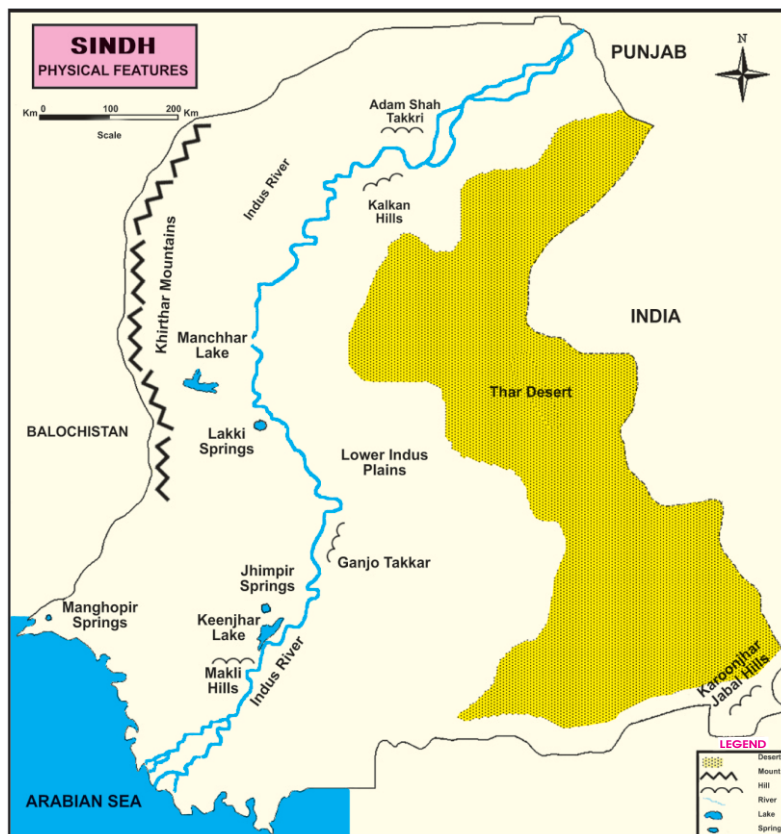 SINDH
PHYSICAL FEATURES
PUNJAB
N
Km 0 100 200 Km
Scale
Adam Shah
Takkri
Indus River
Kalkan
Hills
Khirthar Mountains
INDIA
Manchhar
Lake
Thar Desert
BALOCHISTAN
Lakki
Springs
Lower Indus
Plains
Ganjo Takkar
Jhimpir
Springs
Manghopir
Springs
Keenjhar
Lake
Makli
Hills
Indus River
Karoonjhar
Jabal Hills
ARABIAN SEA
LEGEND
Desert
Mount
Hill
River
Lake
Spring